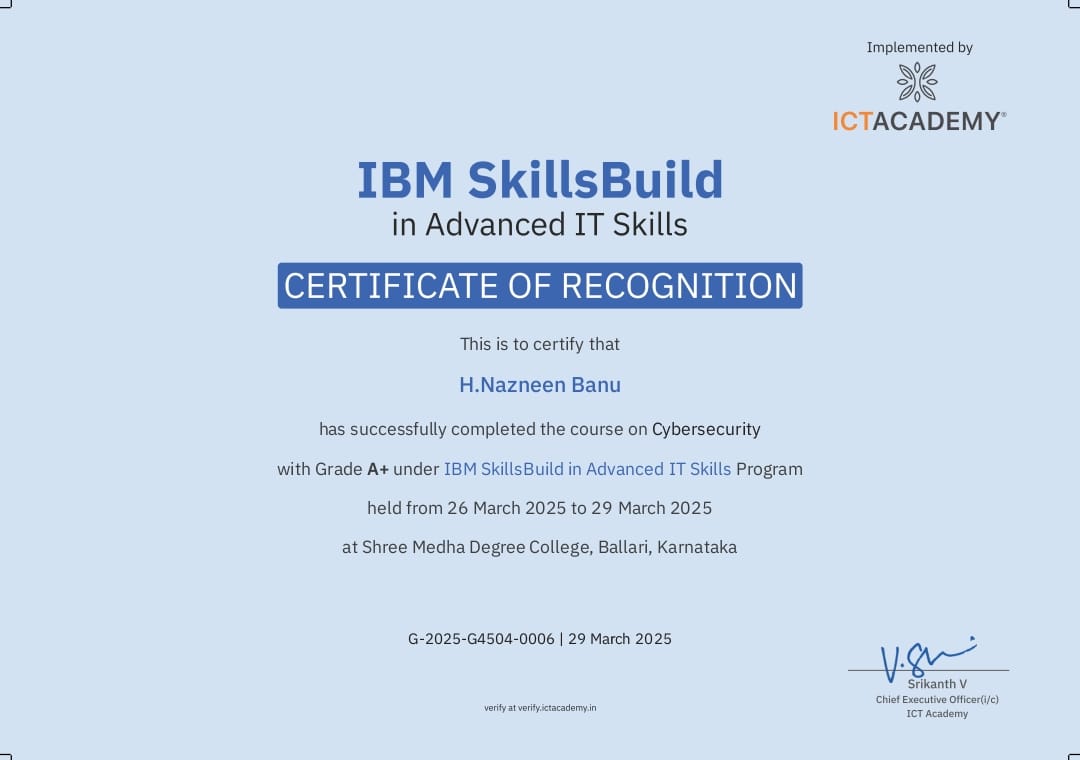 Implemented by
ICTACADEMY®
IBM SkillsBuild
in Advanced IT Skills
CERTIFICATE OF RECOGNITION
This is to certify that
H.Nazneen Banu
has successfully completed the course on Cybersecurity
with Grade A+ under IBM SkillsBuild in Advanced IT Skills Program
held from 26 March 2025 to 29 March 2025
at Shree Medha Degree College, Ballari, Karnataka
G-2025-G4504-0006 | 29 March 2025
verify at verify.ictacademy.in
Srikanth V
Chief Executive Officer(i/c)
ICT Academy